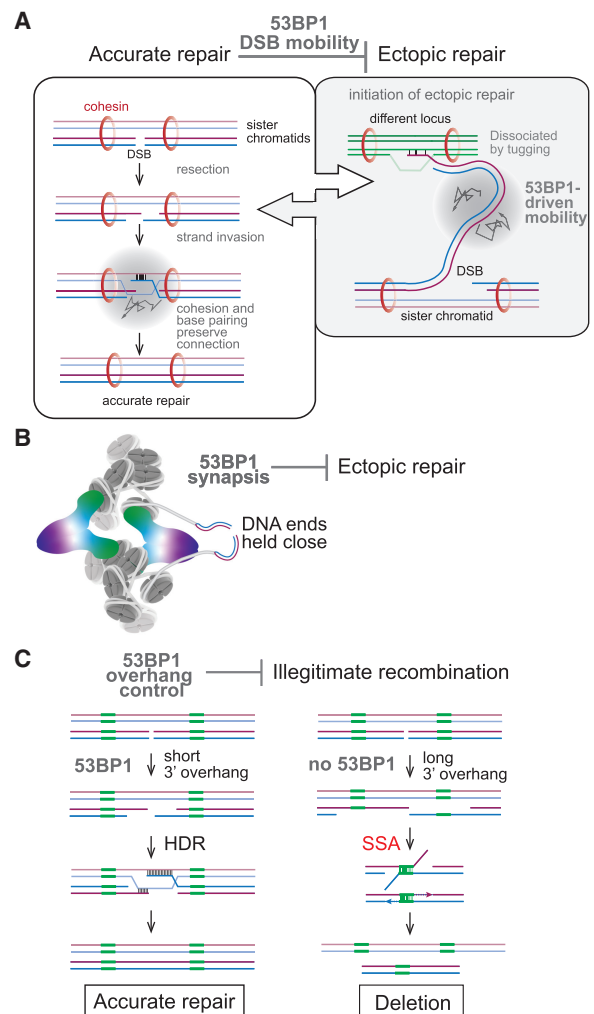 A
53BP1
DSB mobility
Accurate repair
Ectopic repair
cohesin
sister
chromatids
DSB
resection
strand invasion
cohesion and
base pairing
preserve
connection
accurate repair
initiation of ectopic repair
different locus
Dissociated
by tugging
53BP1-
driven
mobility
DSB
sister chromatid
B
53BP1
synapsis
Ectopic repair
DNA ends
neld close
C
53BP1
overhang
control
Illegitimate recombination
53BP1
short
3' overhang
HDR
Accurate repair
no 53BP1
long
3' overhang
SSA
Deletion